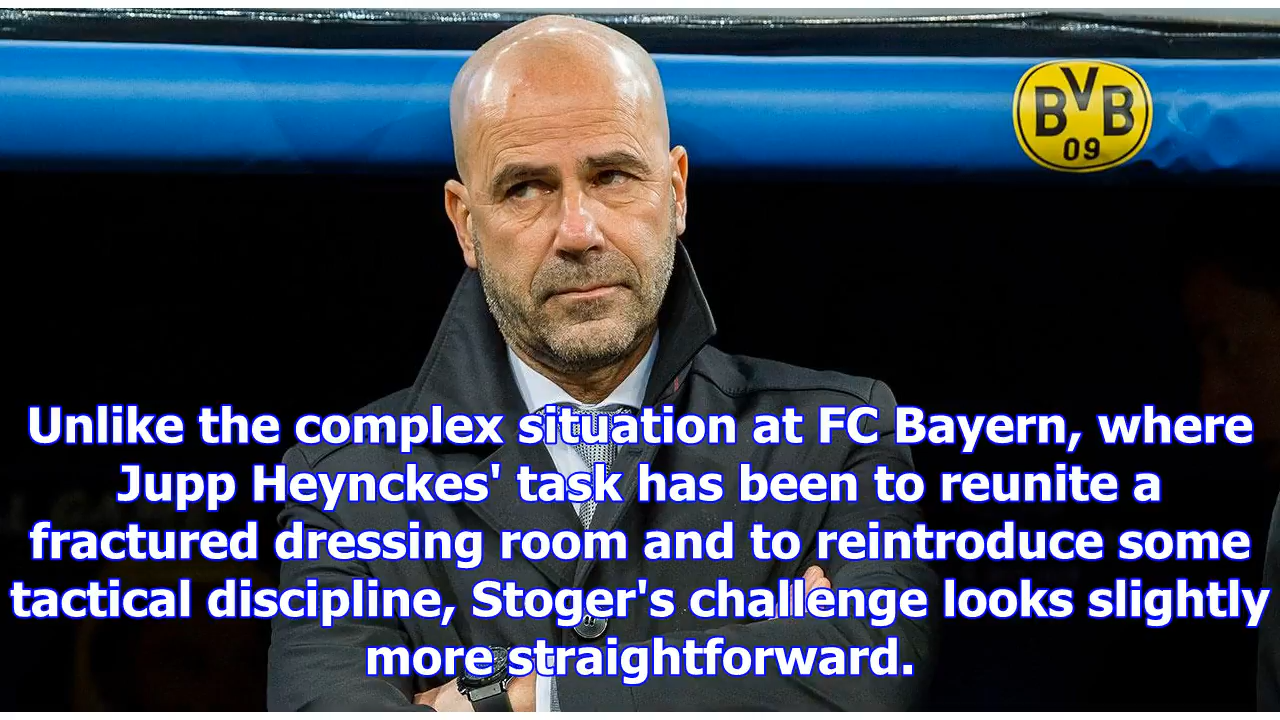 BVB
09
Unlike the complex situation at FC Bayern, where
Jupp Heynckes' task has been to reunite a
fractured dressing room and to reintroduce some
tactical discipline, Stoger's challenge looks slightly
more straightforward.